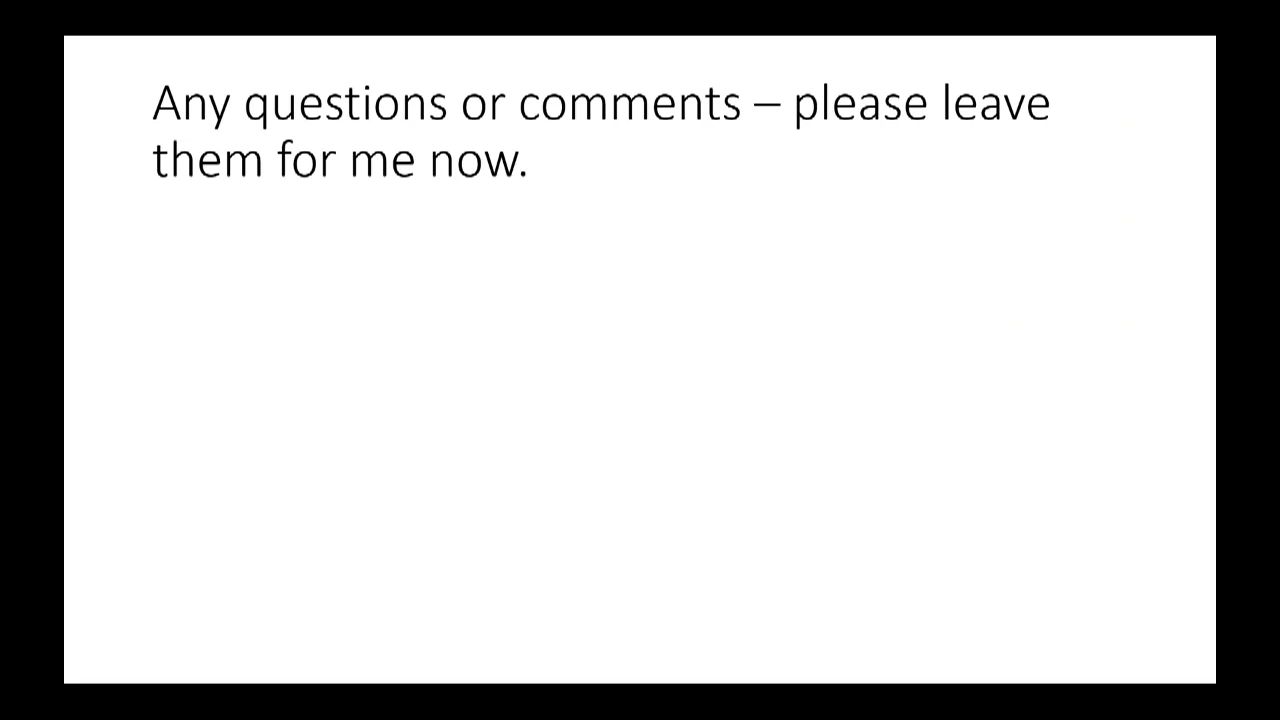 Any questions or comments – please leave
them for me now.